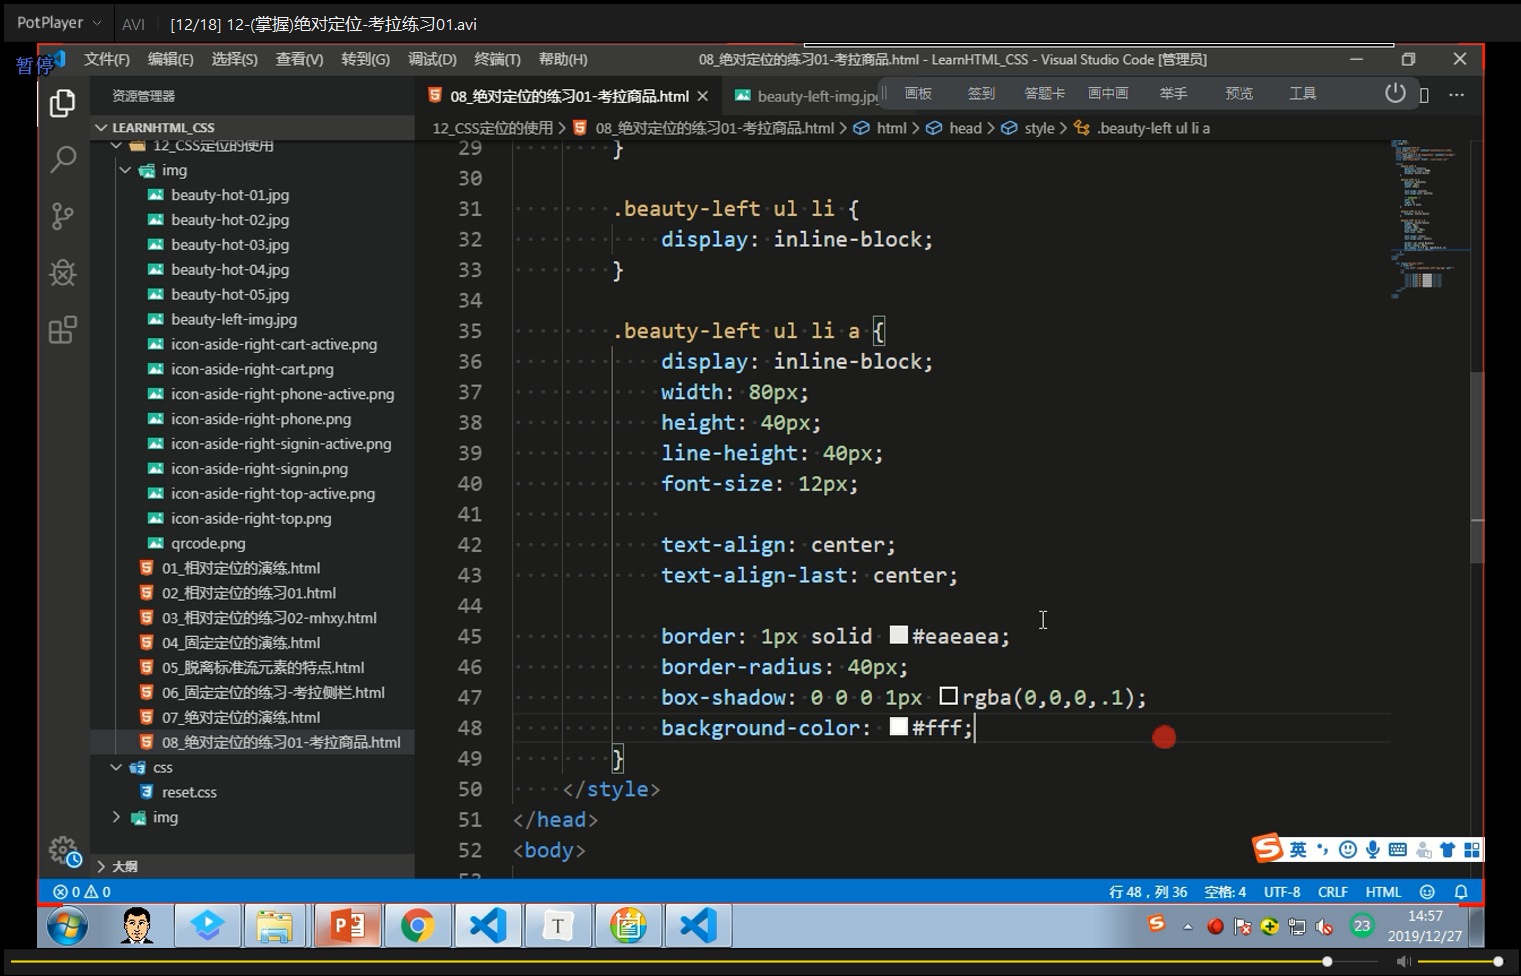 PotPlayer
AVI
[12/18] 12-(掌握)绝对定位-考拉练习01.avi
暂停
文件(F) 编辑(E) 选择(S) 查看(V) 转到(G) 调试(D) 终端(T) 帮助(H)
08_绝对定位的练习01-考拉商品.html - LearnHTML_CSS - Visual Studio Code [管理员]
资源管理器
08_绝对定位的练习01-考拉商品.html
beauty-left-img.jpg
画板 签到 答题卡 画中画 举手 预览 工具
LEARNHTML_CSS
12_CSS定位的使用 > 08_绝对定位的练习01-考拉商品.html > html > head > style > .beauty-left ul li a
12_CSS定位的使用
img
beauty-hot-01.jpg
beauty-hot-02.jpg
beauty-hot-03.jpg
beauty-hot-04.jpg
beauty-hot-05.jpg
beauty-left-img.jpg
icon-aside-right-cart-active.png
icon-aside-right-cart.png
icon-aside-right-phone-active.png
icon-aside-right-phone.png
icon-aside-right-signin-active.png
icon-aside-right-signin.png
icon-aside-right-top-active.png
icon-aside-right-top.png
qrcode.png
01_相对定位的演练.html
02_相对定位的练习01.html
03_相对定位的练习02-mhxy.html
04_固定定位的演练.html
05_脱离标准流元素的特点.html
06_固定定位的练习-考拉侧栏.html
07_绝对定位的演练.html
08_绝对定位的练习01-考拉商品.html
css
reset.css
img
大纲
29 }
30
31 .beauty-left ul li {
32 display: inline-block;
33 }
34
35 .beauty-left ul li a {
36 display: inline-block;
37 width: 80px;
38 height: 40px;
39 line-height: 40px;
40 font-size: 12px;
41
42 text-align: center;
43 text-align-last: center;
44
45 border: 1px solid #eaeaea;
46 border-radius: 40px;
47 box-shadow: 0 0 0 1px rgba(0,0,0,.1);
48 background-color: #fff;
49 }
50 </style>
51 </head>
52 <body>
英
0 0
行 48，列 36 空格: 4 UTF-8 CRLF HTML
P
T
23
14:57
2019/12/27